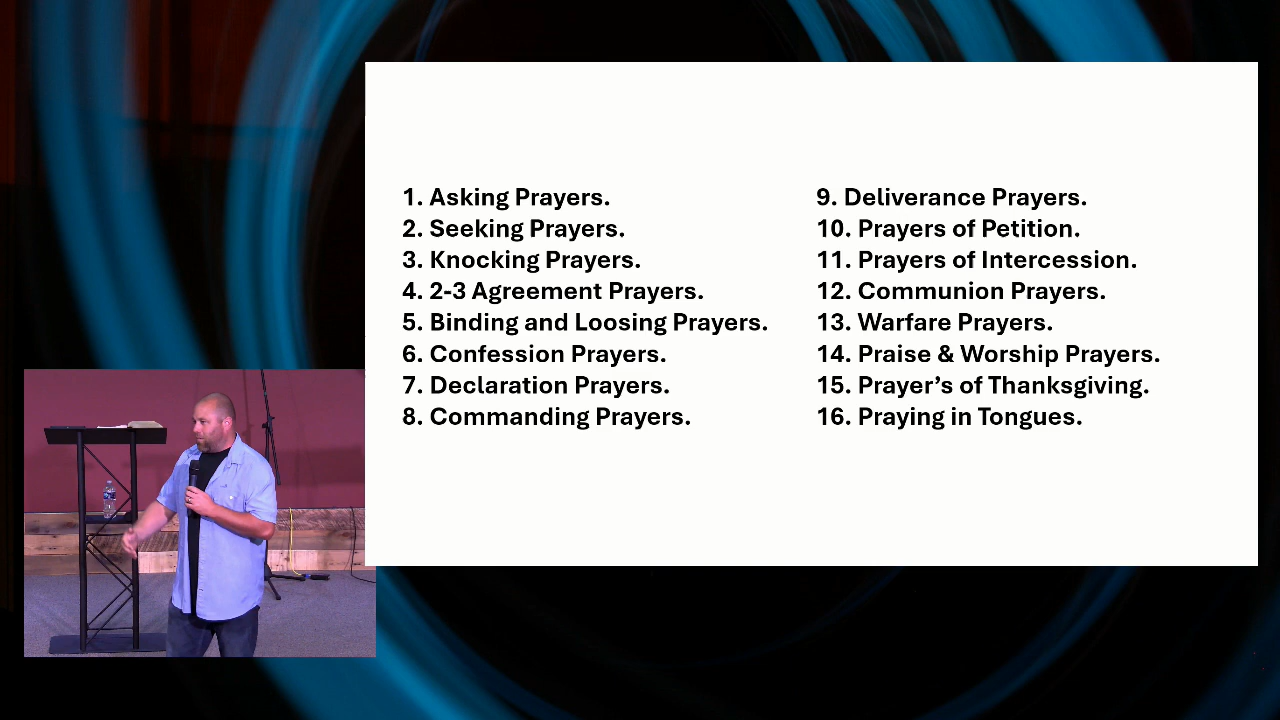 1. Asking Prayers.
2. Seeking Prayers.
3. Knocking Prayers.
4. 2-3 Agreement Prayers.
5. Binding and Loosing Prayers.
6. Confession Prayers.
7. Declaration Prayers.
8. Commanding Prayers.
9. Deliverance Prayers.
10. Prayers of Petition.
11. Prayers of Intercession.
12. Communion Prayers.
13. Warfare Prayers.
14. Praise & Worship Prayers.
15. Prayer’s of Thanksgiving.
16. Praying in Tongues.